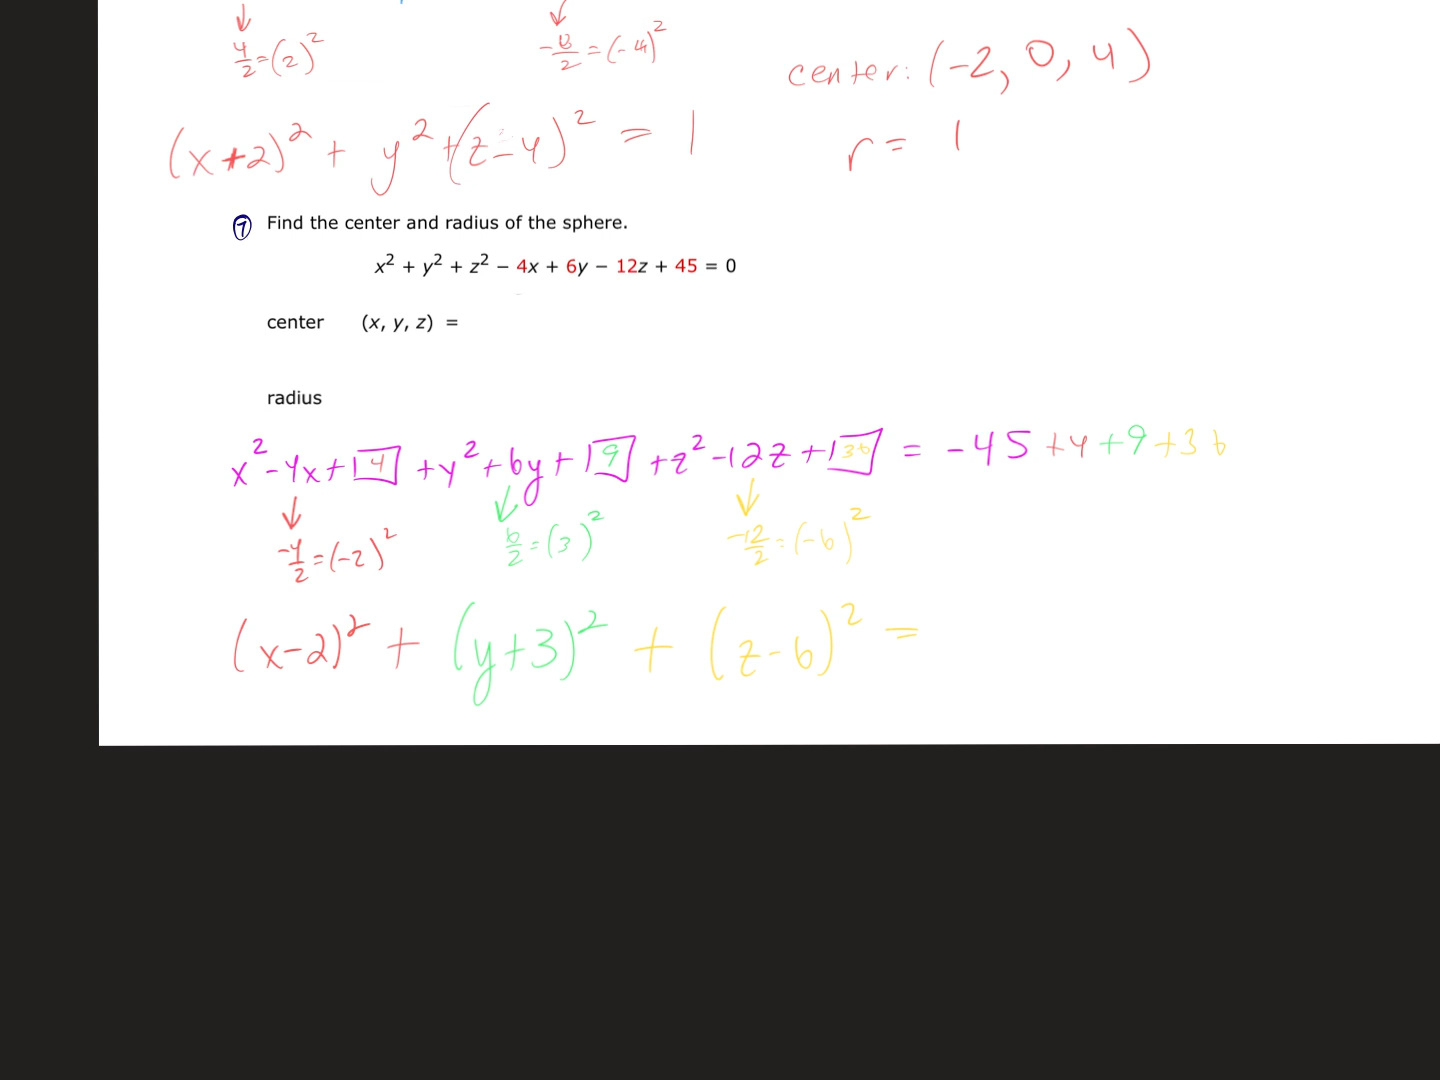 4/2=(2)² -8/2=(-4)²
center: (-2, 0, 4)
(x+2)² + y² +(z-4)² = 1 r= 1
⑦ Find the center and radius of the sphere.
x² + y² + z² − 4x + 6y − 12z + 45 = 0
center (x, y, z) =
radius
x²-4x+4 +y²+6y+9 +z²-12z+36 = -45+4+9+36
-4/2=(-2)² 6/2=(3)² -12/2=(-6)²
(x-2)² + (y+3)² + (z-6)² =